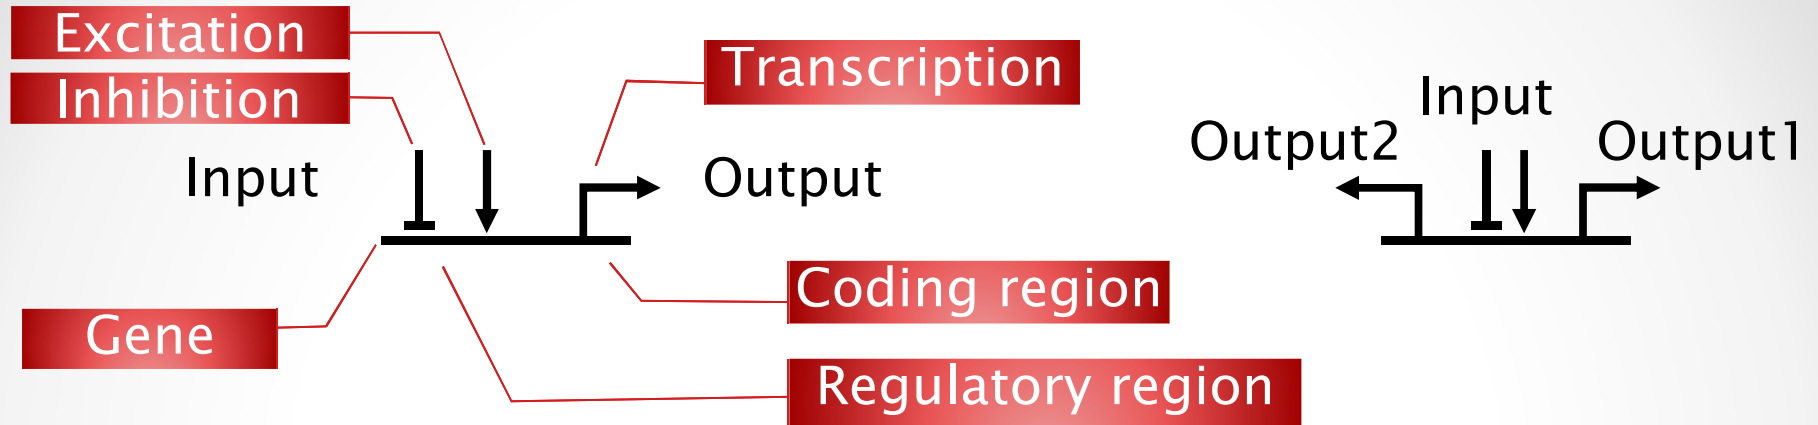 Excitation
Inhibition
Transcription
Input
Output
Gene
Coding region
Regulatory region
Input
Output2
Output1